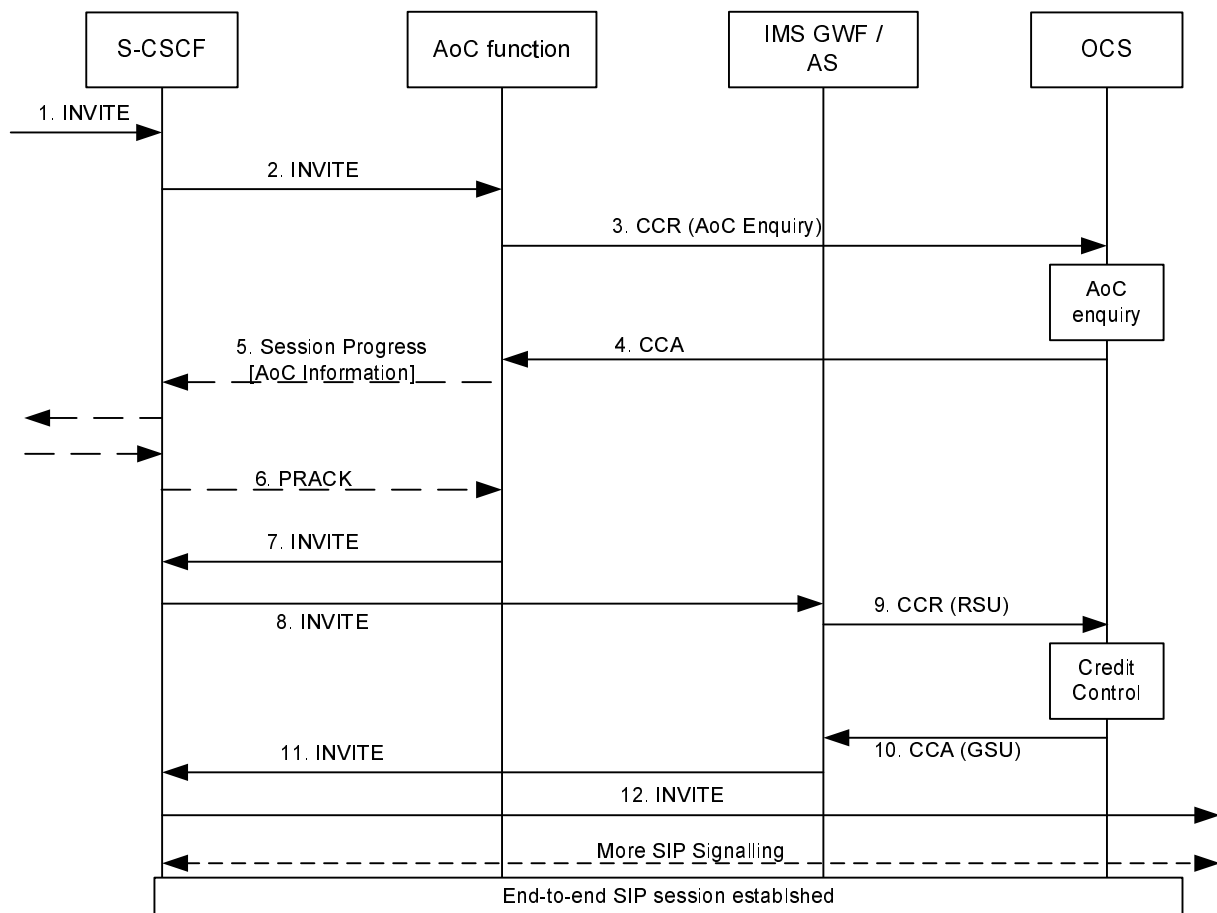 S-CSCF
AoC function
IMS GWF /
AS
OCS
1. INVITE
2. INVITE
3. CCR (AoC Enquiry)
AoC
enquiry
5. Session Progress
[AoC Information]
4. CCA
6. PRACK
7. INVITE
8. INVITE
9. CCR (RSU)
Credit
Control
10. CCA (GSU)
11. INVITE
12. INVITE
More SIP Signalling
End-to-end SIP session establshed